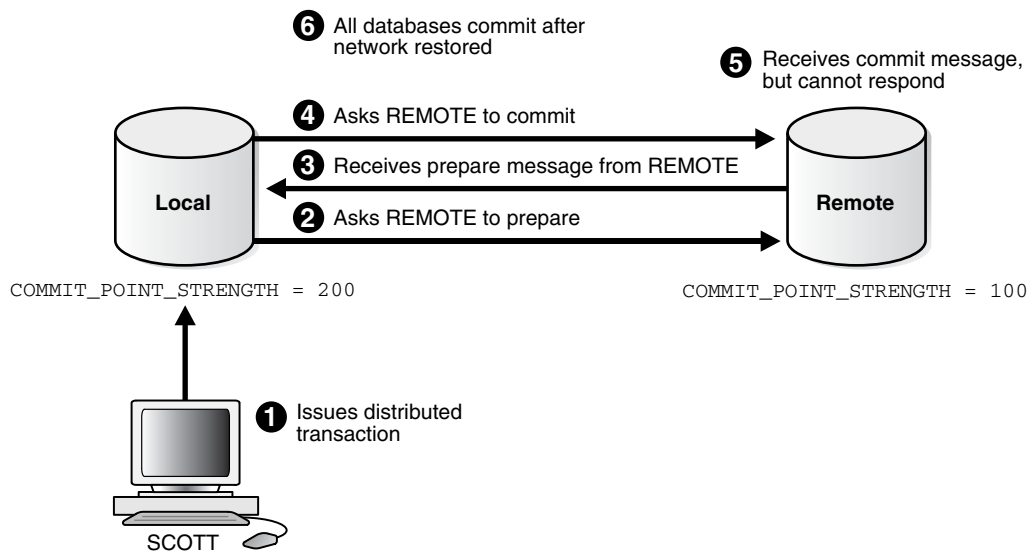 6 All databases commit after
network restored
5 Receives commit message,
but cannot respond
4 Asks REMOTE to commit
3 Receives prepare message from REMOTE
Local
Remote
2 Asks REMOTE to prepare
COMMIT_POINT_STRENGTH = 200
COMMIT_POINT_STRENGTH = 100
1 Issues distributed
transaction
SCOTT